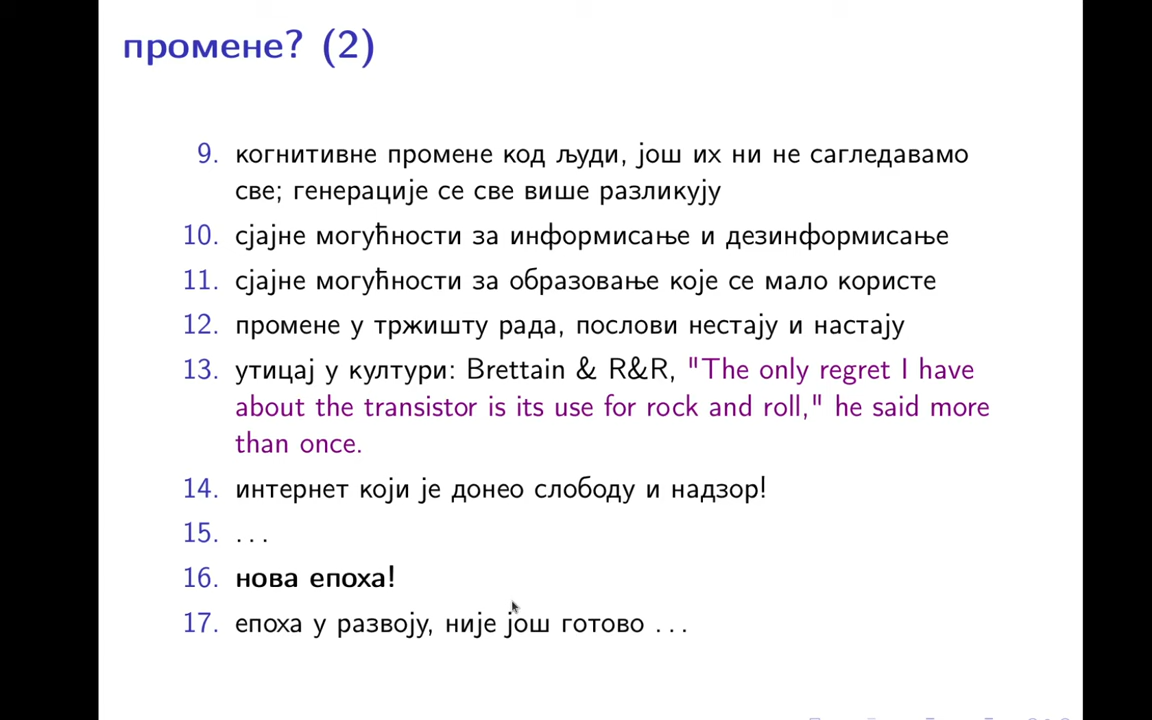 промене? (2)
9. когнитивне промене код људи, још их ни не сагледавамо
све; генерације се све више разликују
10. сјајне могућности за информисање и дезинформисање
11. сјајне могућности за образовање које се мало користе
12. промене у тржишту рада, послови нестају и настају
13. утицај у култури: Brettain & R&R, "The only regret I have
about the transistor is its use for rock and roll," he said more
than once.
14. интернет који је донео слободу и надзор!
15. ...
16. нова епоха!
17. епоха у развоју, није још готово ...